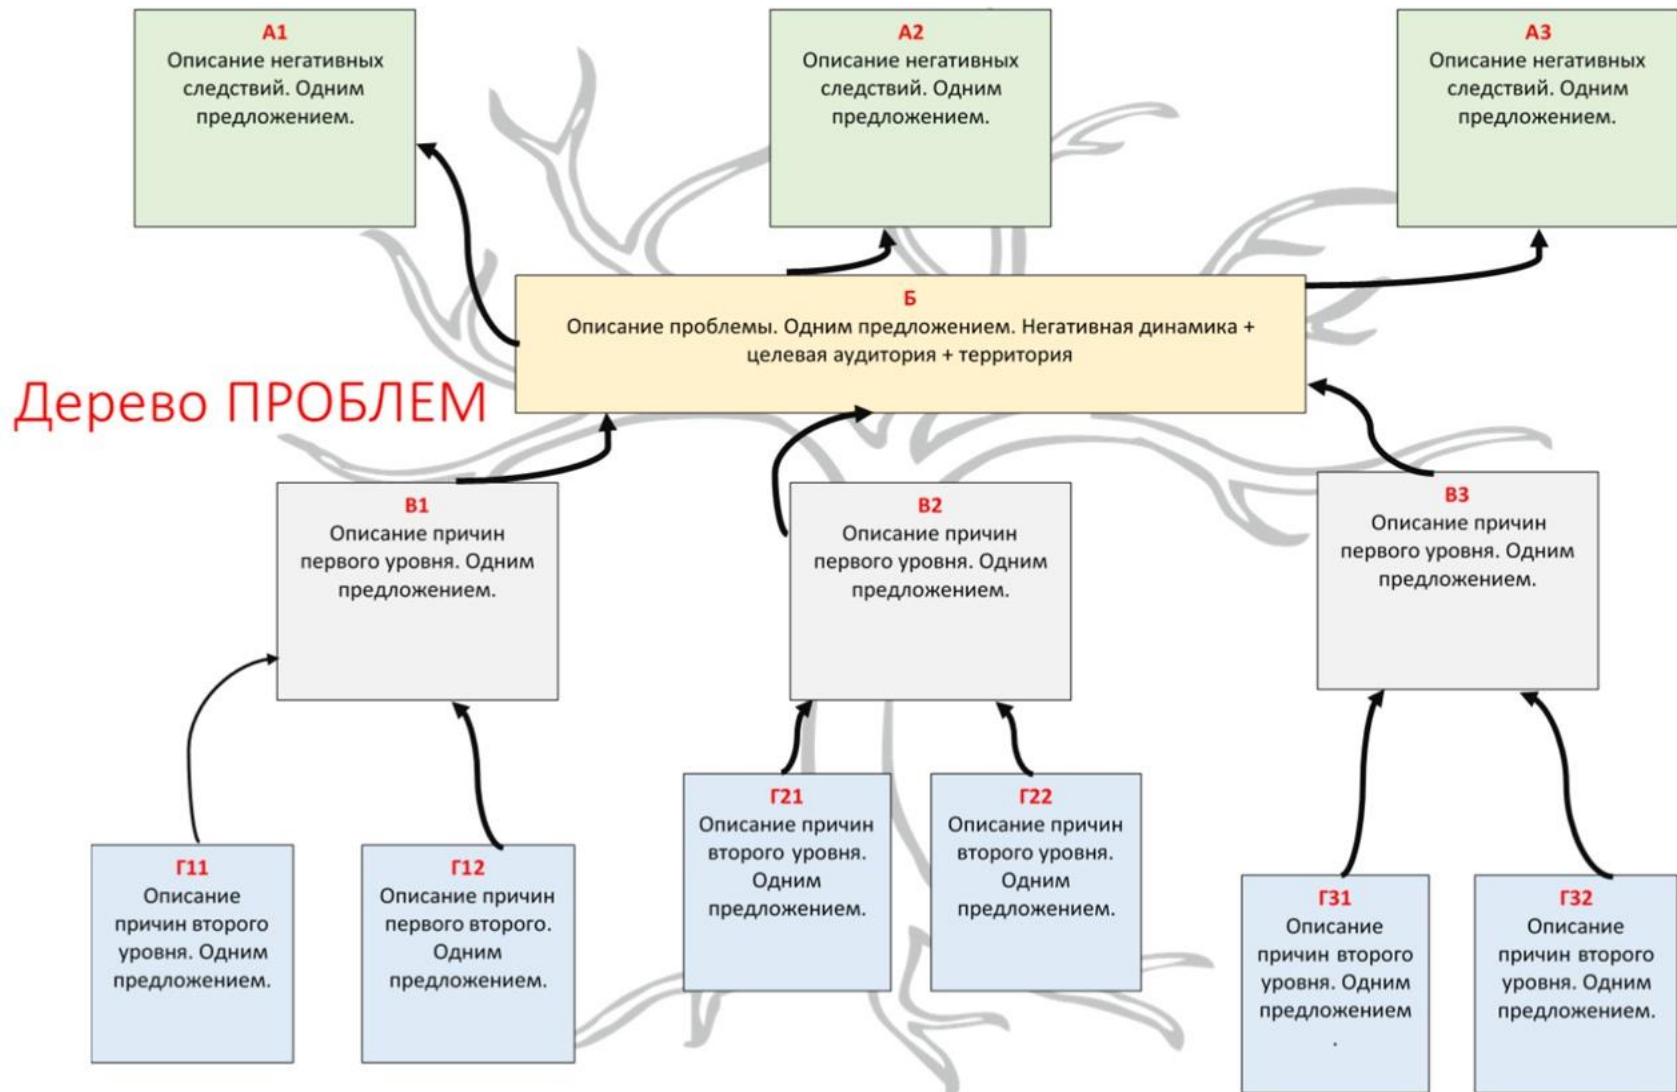 А1
Описание негативных
следствий. Одним
предложением.
А2
Описание негативных
следствий. Одним
предложением.
А3
Описание негативных
следствий. Одним
предложением.
Б
Описание проблемы. Одним предложением. Негативная динамика +
целевая аудитория + территория
Дерево ПРОБЛЕМ
В1
Описание причин
первого уровня. Одним
предложением.
В2
Описание причин
первого уровня. Одним
предложением.
В3
Описание причин
первого уровня. Одним
предложением.
Г11
Описание
причин второго
уровня. Одним
предложением.
Г12
Описание причин
первого второго.
Одним
предложением.
Г21
Описание причин
второго уровня.
Одним
предложением.
Г22
Описание причин
второго уровня.
Одним
предложением.
Г31
Описание
причин второго
уровня. Одним
предложением
.
Г32
Описание
причин второго
уровня. Одним
предложением.